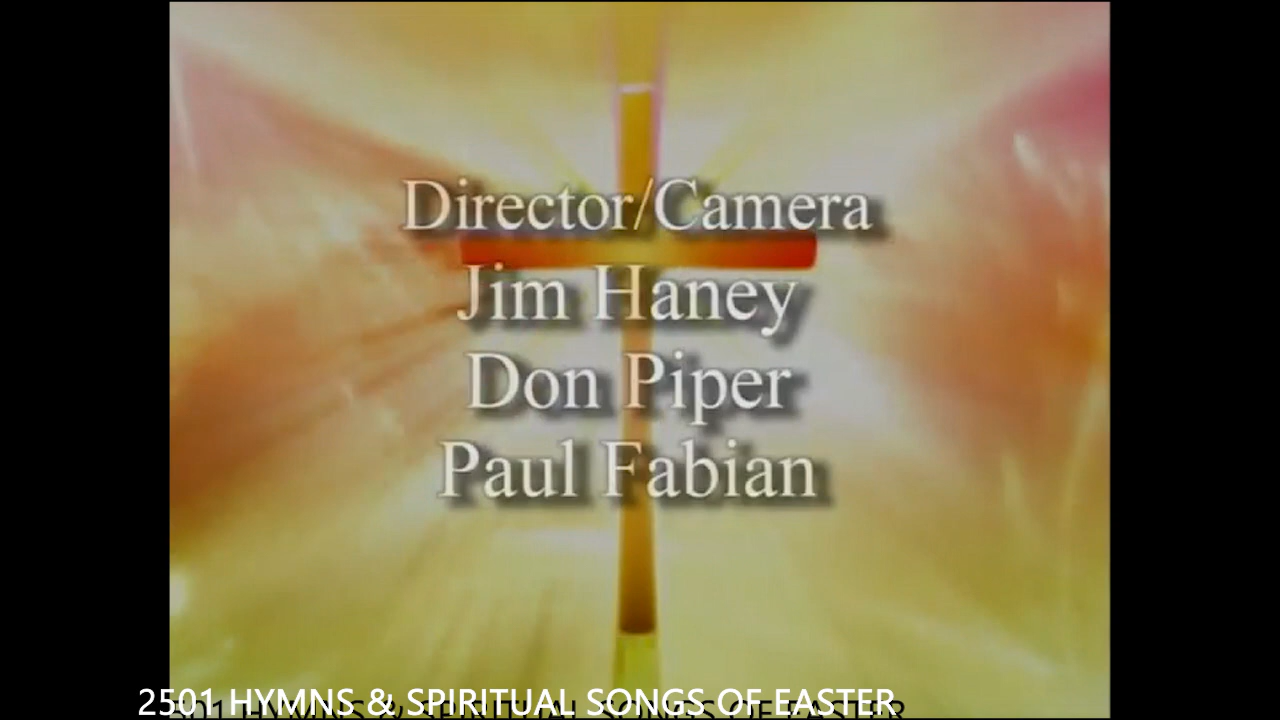 Director/Camera
Jim Haney
Don Piper
Paul Fabian
2501 HYMNS & SPIRITUAL SONGS OF EASTER